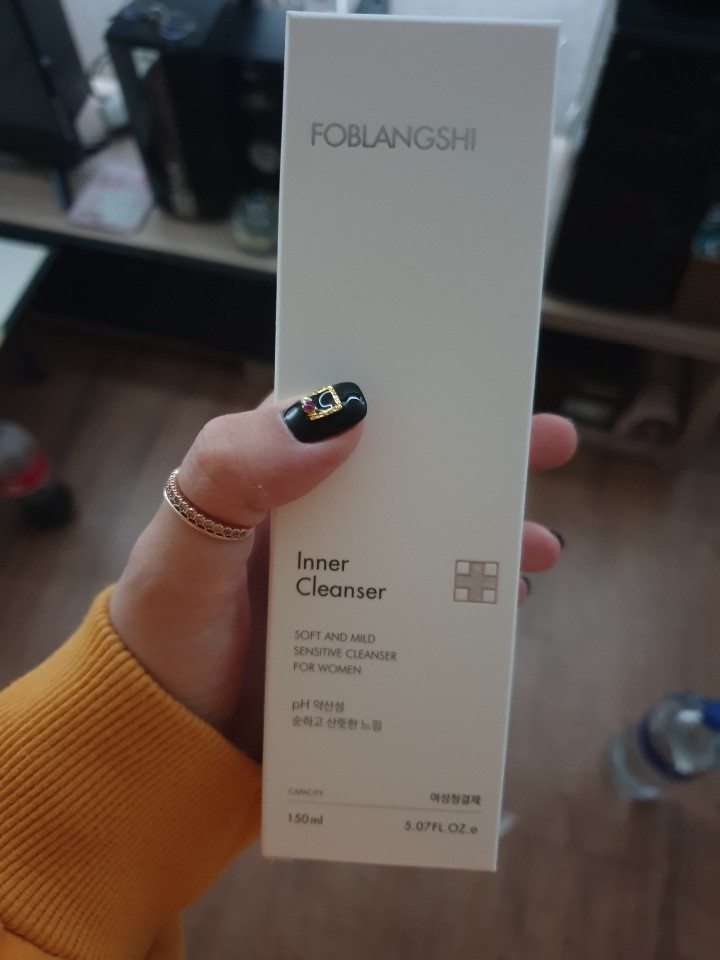 FOBLANGSHI
Inner
Cleanser
SOFT AND MILD
SENSITIVE CLEANSER
FOR WOMEN
pH 약산성
순하고 산뜻한 느낌
CAPACITY 여성청결제
150ml 5.07FL.OZ.e